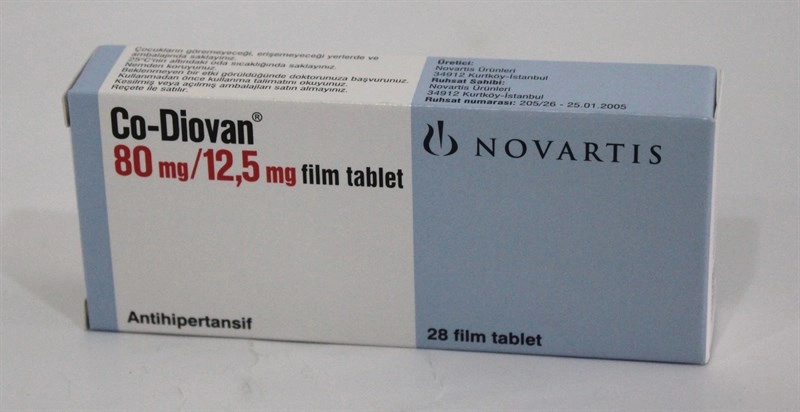 Çocukların göremeyeceği, erişemeyeceği yerlerde ve
ambalajında saklayınız.
25°C'nin altındaki oda sıcaklığında saklayınız.
Nemden koruyunuz.
Beklenmeyen bir etki görüldüğünde doktorunuza başvurunuz.
Kullanmadan önce kullanma talimatını okuyunuz.
Kesilmiş veya açılmış ambalajları satın almayınız.
Reçete ile satılır.
Üretici:
Novartis Ürünleri
34912 Kurtköy-İstanbul
Ruhsat Sahibi:
Novartis Ürünleri
34912 Kurtköy-İstanbul
Ruhsat numarası: 205/26 - 25.01.2005
Co-Diovan®
80 mg/12,5 mg film tablet
NOVARTIS
Antihipertansif
28 film tablet